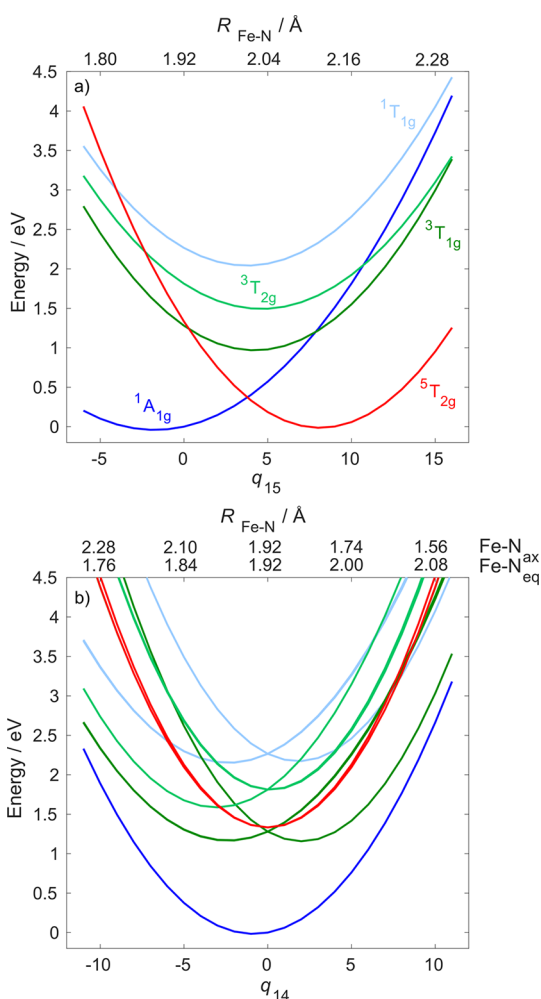 R Fe-N / Å
1.80 1.92 2.04 2.16 2.28
4.5
a)
4
3.5
3
2.5
2
1.5
1
0.5
0
Energy / eV
¹T₁g
³T₁g
³T₂g
¹A₁g
⁵T₂g
-5 0 5 10 15
q₁₅
R Fe-N / Å
2.28 2.10 1.92 1.74 1.56 Fe-Nax
1.76 1.84 1.92 2.00 2.08 Fe-Neq
4.5
b)
4
3.5
3
2.5
2
1.5
1
0.5
0
Energy / eV
-10 -5 0 5 10
q₁₄